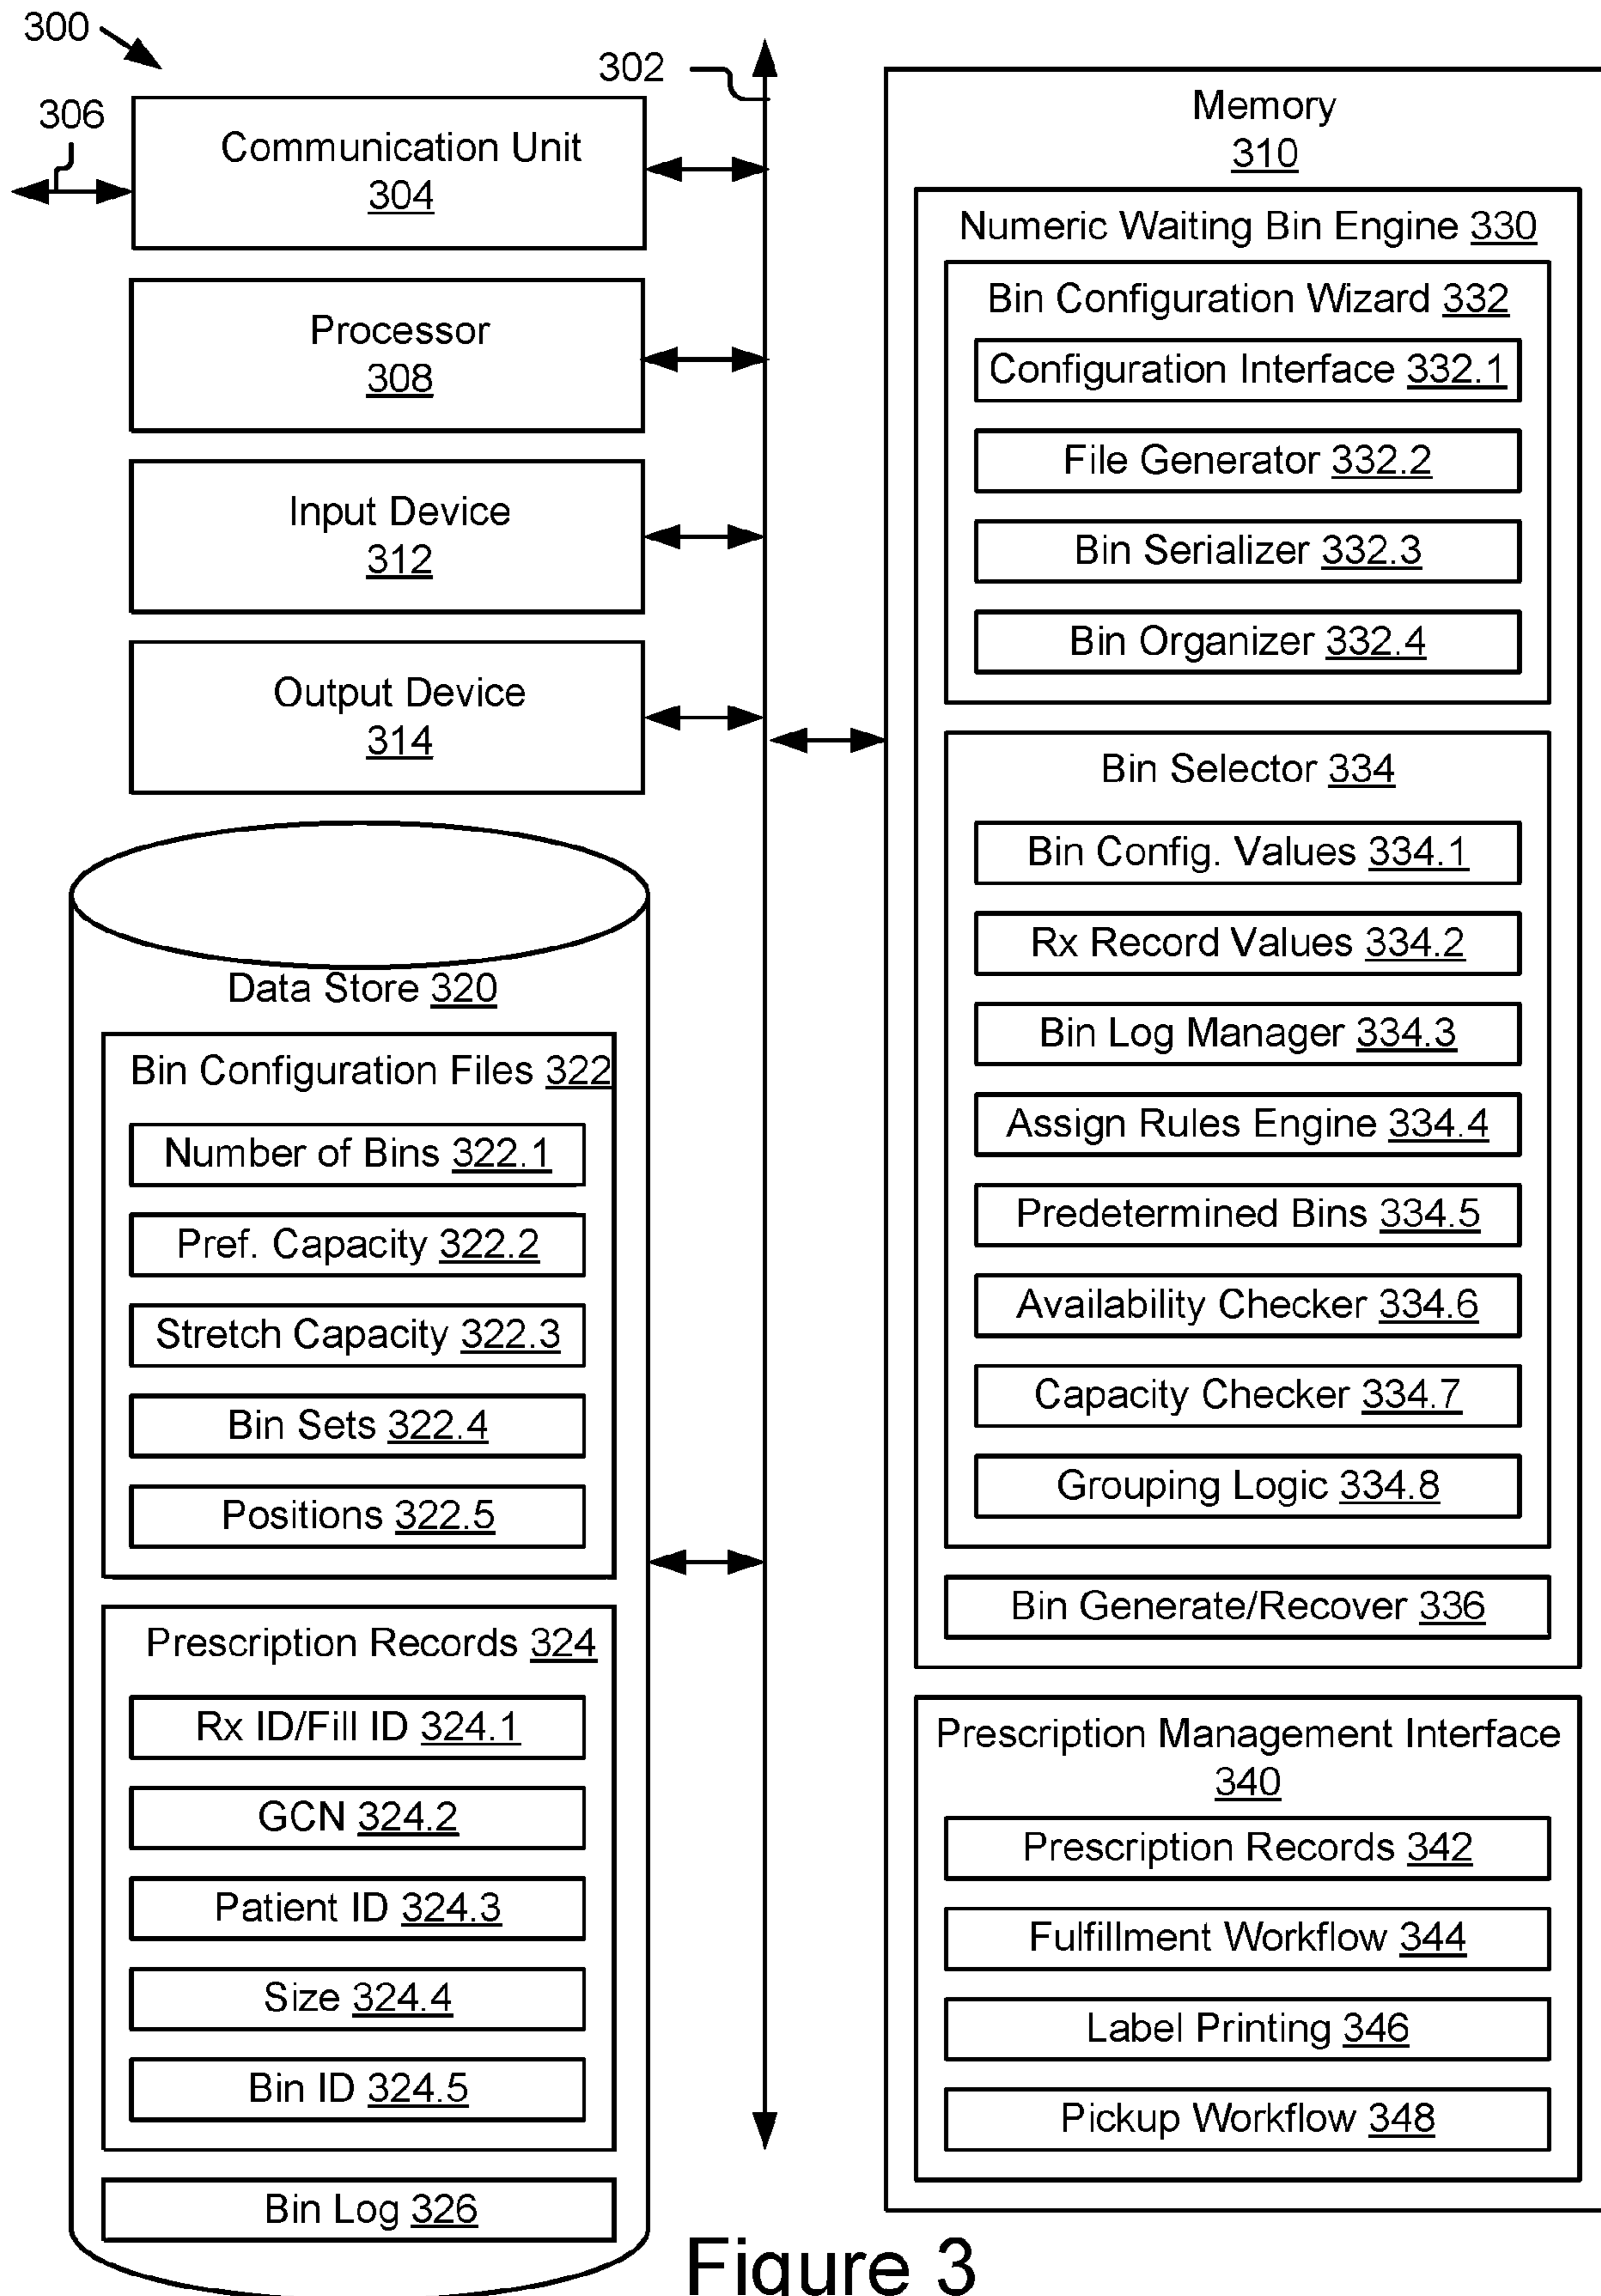 300
302
306
Communication Unit
304
Processor
308
Input Device
312
Output Device
314
Data Store 320
Bin Configuration Files 322
Number of Bins 322.1
Pref. Capacity 322.2
Stretch Capacity 322.3
Bin Sets 322.4
Positions 322.5
Prescription Records 324
Rx ID/Fill ID 324.1
GCN 324.2
Patient ID 324.3
Size 324.4
Bin ID 324.5
Bin Log 326
Memory
310
Numeric Waiting Bin Engine 330
Bin Configuration Wizard 332
Configuration Interface 332.1
File Generator 332.2
Bin Serializer 332.3
Bin Organizer 332.4
Bin Selector 334
Bin Config. Values 334.1
Rx Record Values 334.2
Bin Log Manager 334.3
Assign Rules Engine 334.4
Predetermined Bins 334.5
Availability Checker 334.6
Capacity Checker 334.7
Grouping Logic 334.8
Bin Generate/Recover 336
Prescription Management Interface
340
Prescription Records 342
Fulfillment Workflow 344
Label Printing 346
Pickup Workflow 348
Figure 3